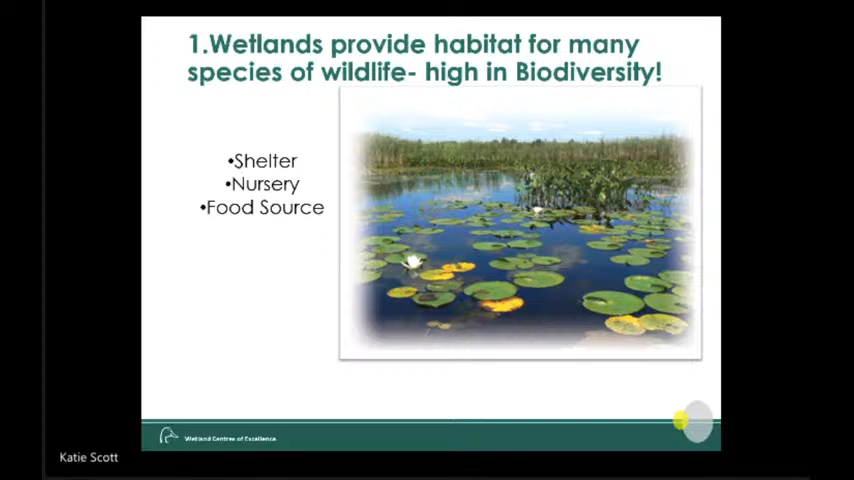 1.Wetlands provide habitat for many
species of wildlife- high in Biodiversity!
•Shelter
•Nursery
•Food Source
Wetland Centres of Excellence
Katie Scott